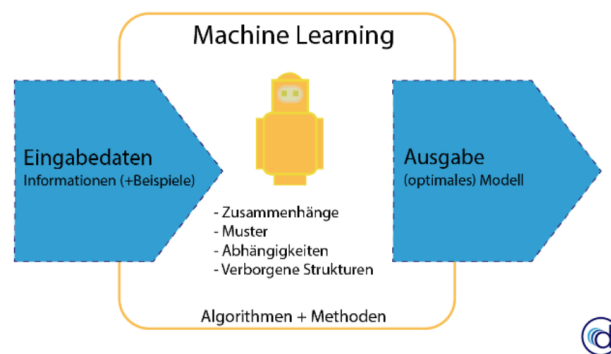 Machine Learning
Eingabedaten
Informationen (+Beispiele)
- Zusammenhänge
- Muster
- Abhängigkeiten
- Verborgene Strukturen
Algorithmen + Methoden
Ausgabe
(optimales) Modell
d